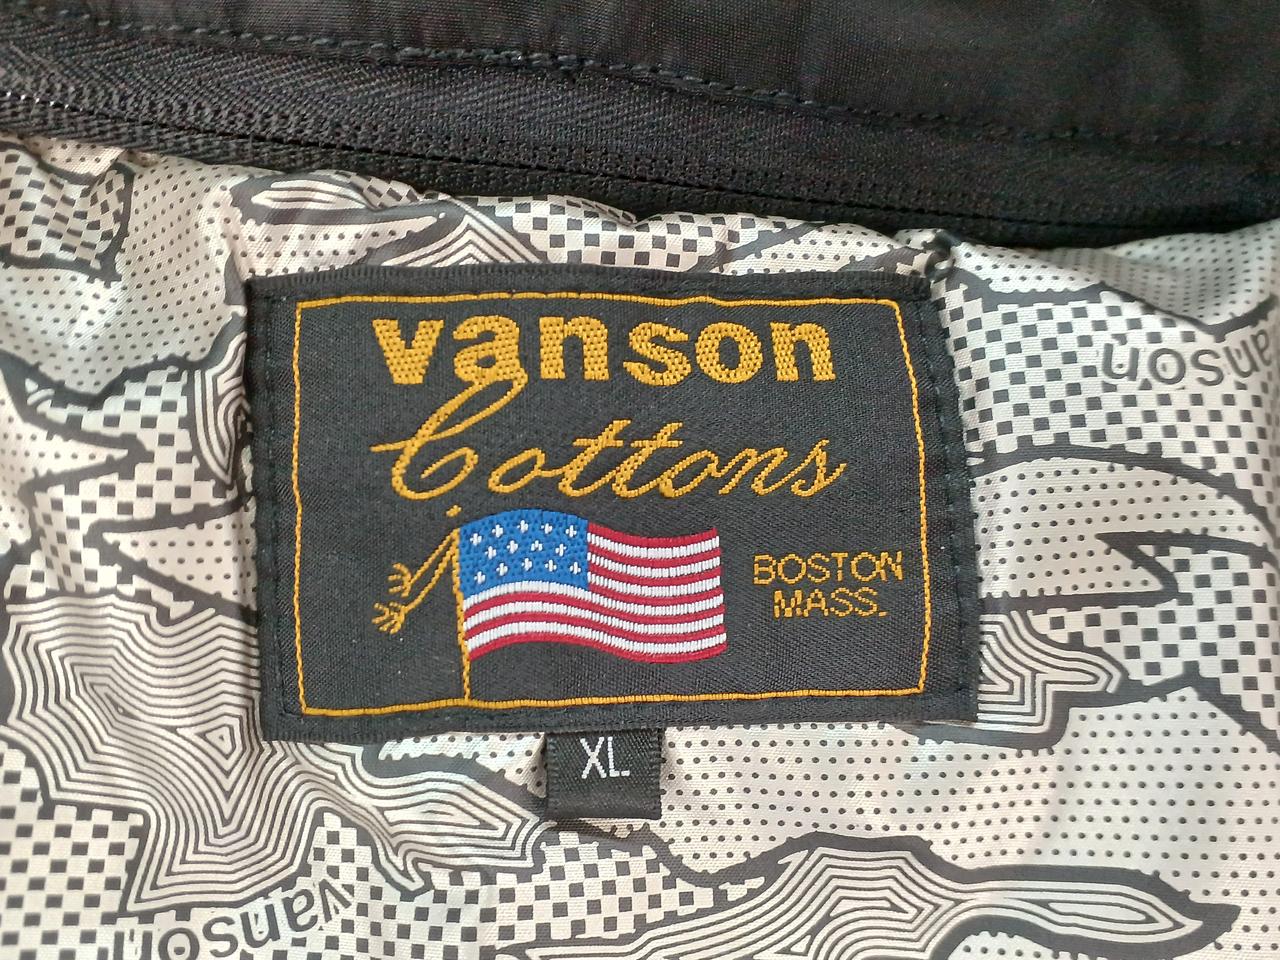 vanson
Cottons
BOSTON
MASS.
XL
vanson
vanson